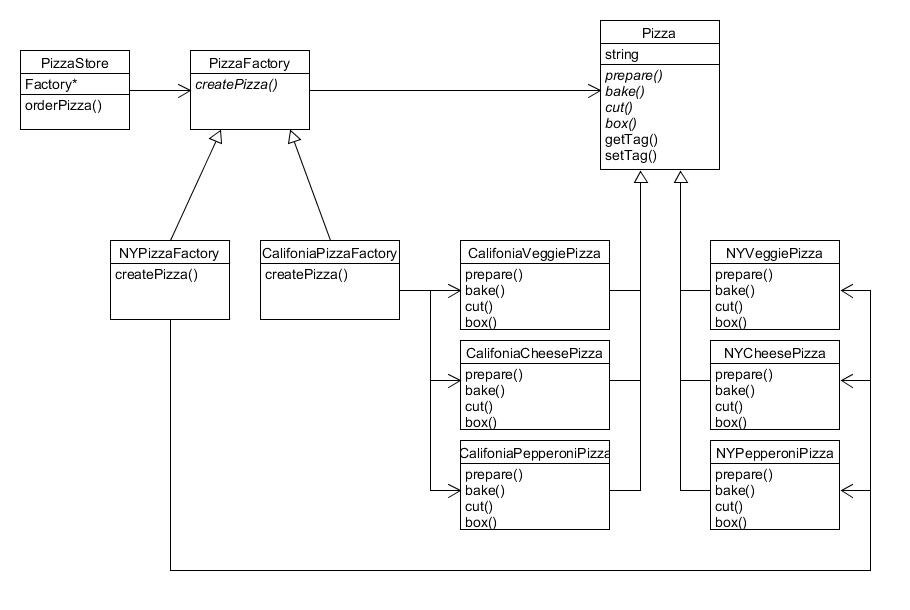 PizzaStore
Factory*
orderPizza()
PizzaFactory
createPizza()
Pizza
string
prepare()
bake()
cut()
box()
getTag()
setTag()
NYPizzaFactory
createPizza()
CalifoniaPizzaFactory
createPizza()
CalifoniaVeggiePizza
prepare()
bake()
cut()
box()
NYVeggiePizza
prepare()
bake()
cut()
box()
CalifoniaCheesePizza
prepare()
bake()
cut()
box()
NYCheesePizza
prepare()
bake()
cut()
box()
CalifoniaPepperoniPizza
prepare()
bake()
cut()
box()
NYPepperoniPizza
prepare()
bake()
cut()
box()